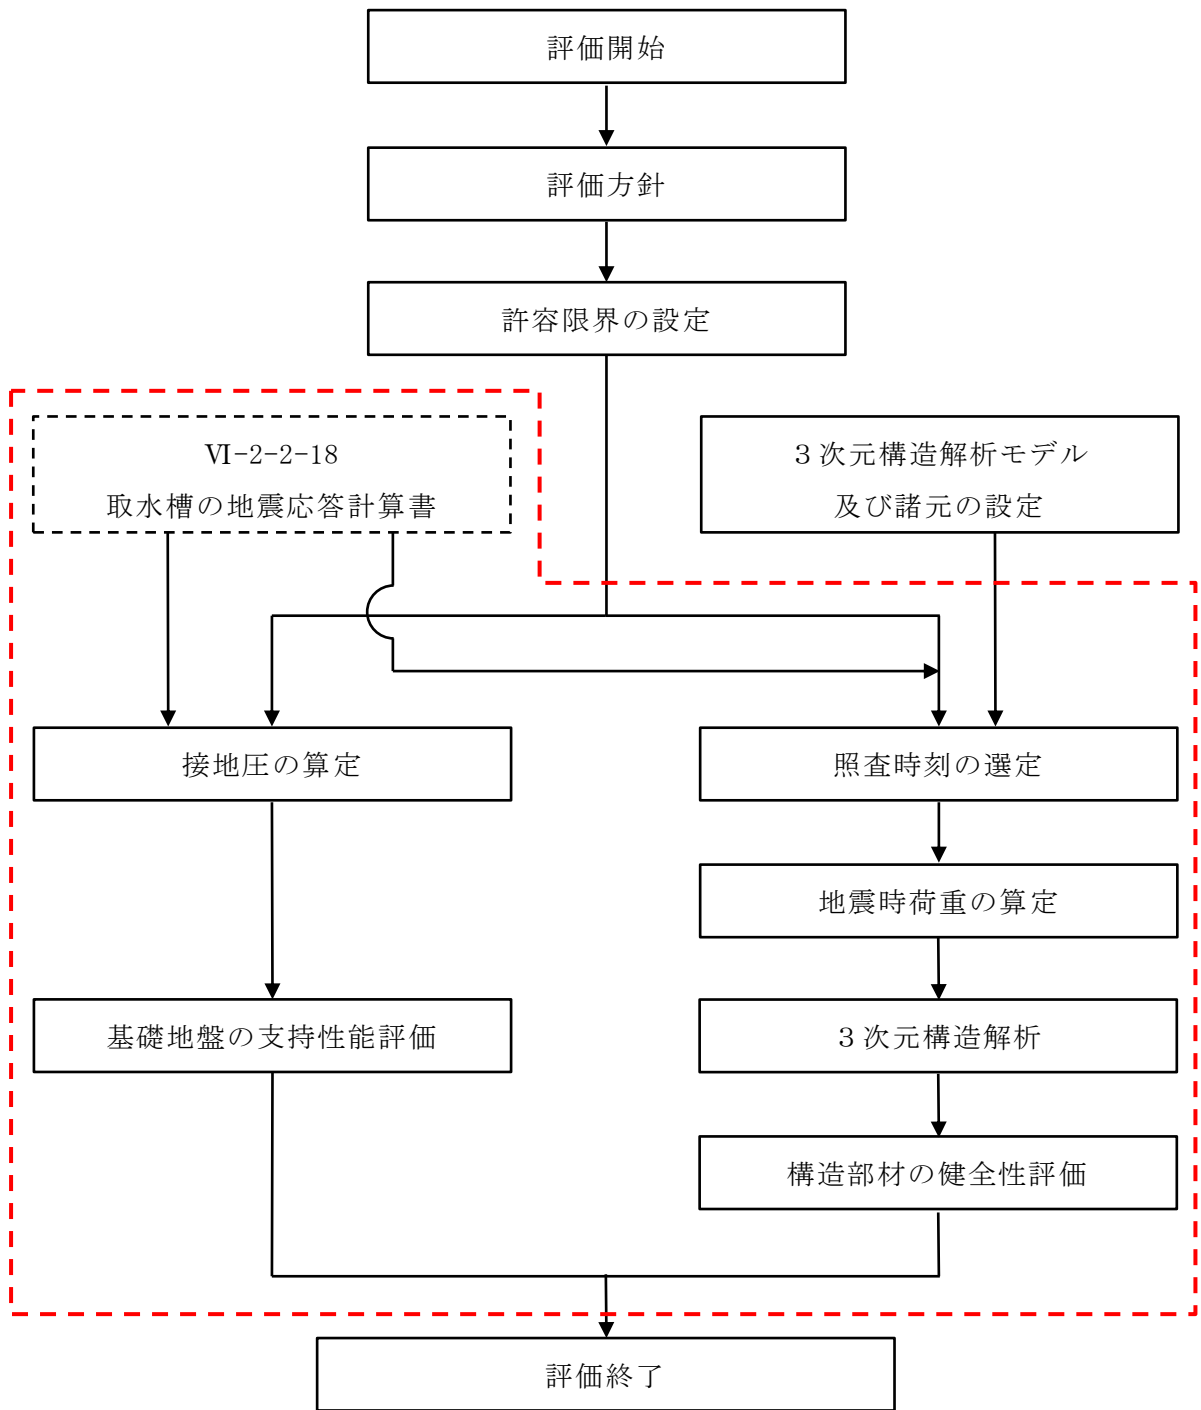 評価開始
評価方針
許容限界の設定
Ⅵ-2-2-18
取水槽の地震応答計算書
３次元構造解析モデル
及び諸元の設定
接地圧の算定
照査時刻の選定
地震時荷重の算定
基礎地盤の支持性能評価
３次元構造解析
構造部材の健全性評価
評価終了